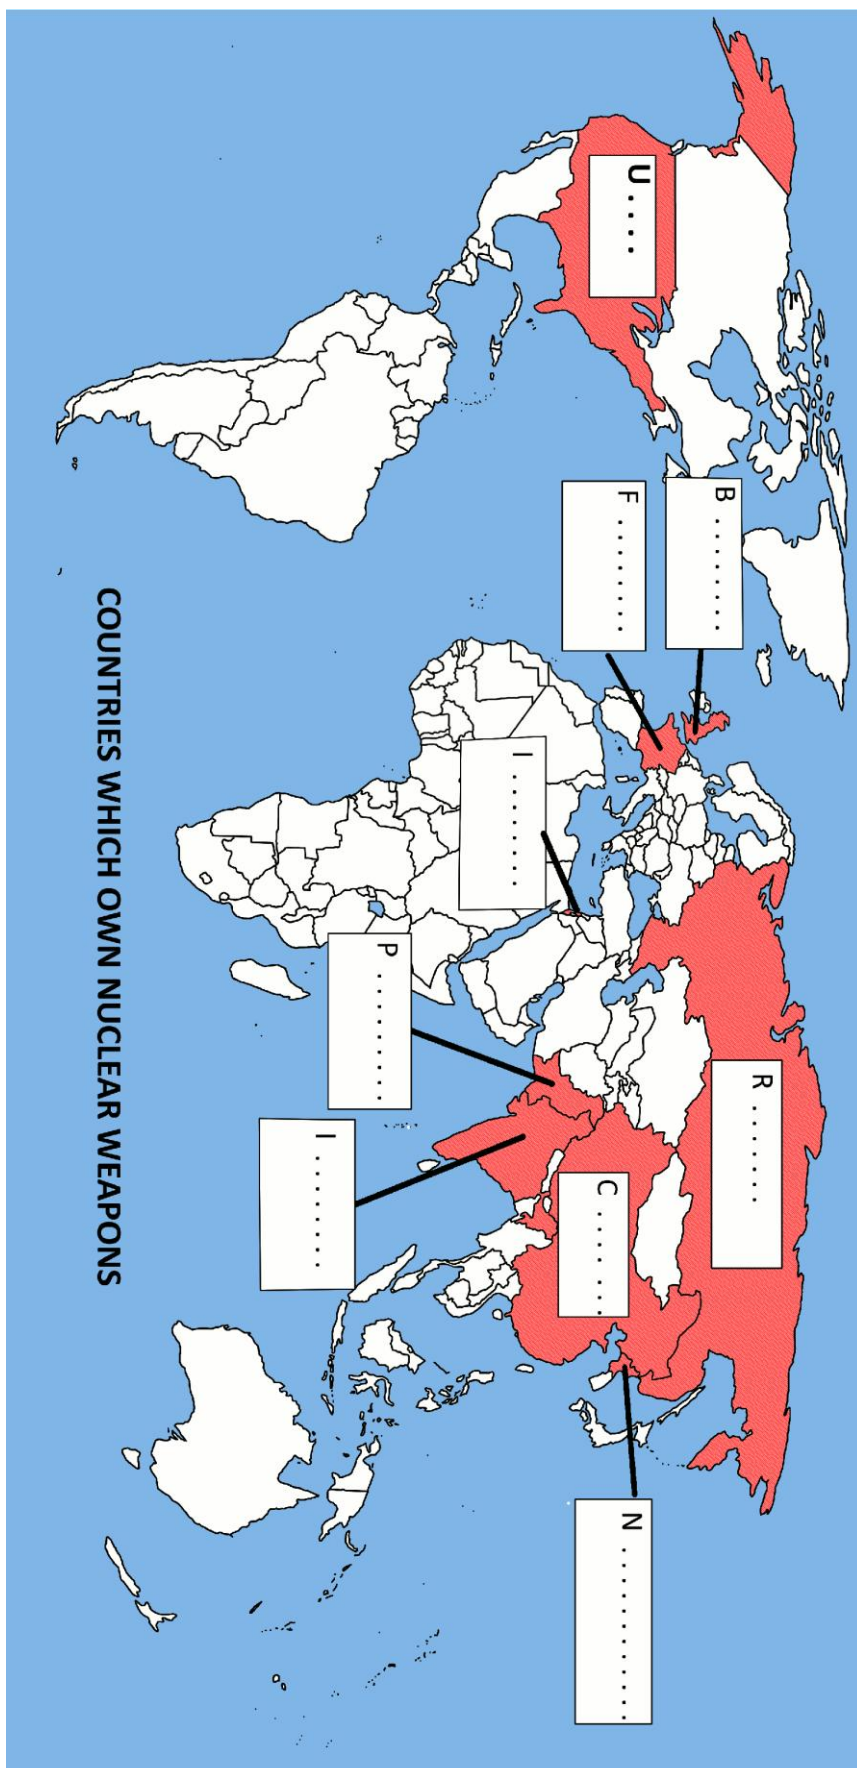 B . . . . . . . .
R . . . . . . .
U . . . .
F . . . . . . . .
C . . . . . . .
N . . . . . . . . . . . .
I . . . . . . . .
P . . . . . . . . .
I . . . . . . . .
COUNTRIES WHICH OWN NUCLEAR WEAPONS